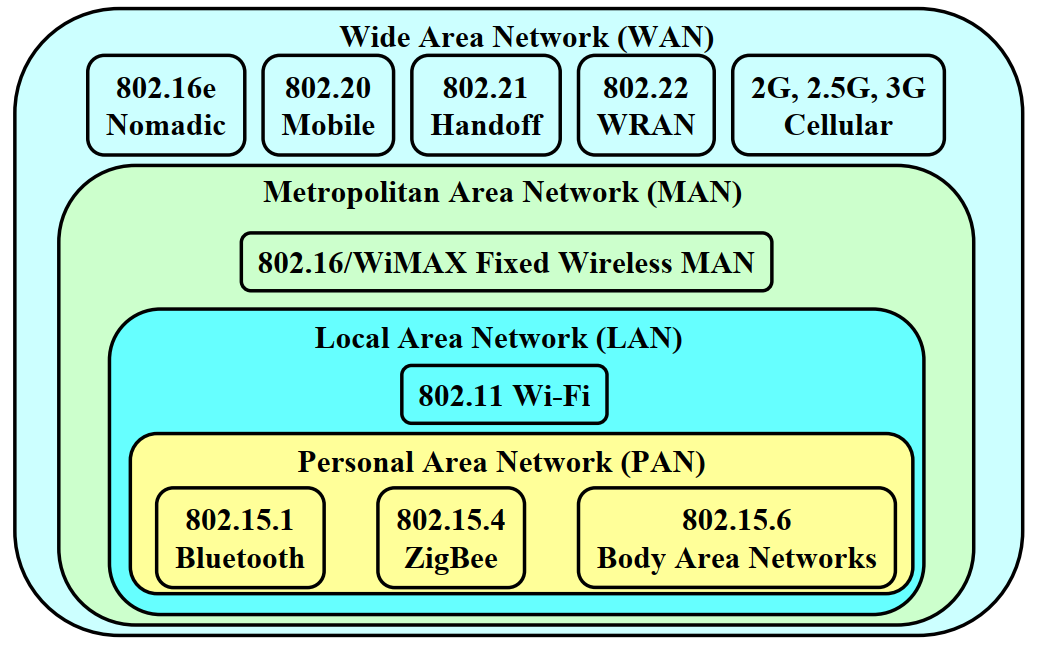 Wide Area Network (WAN)
802.16e
Nomadic
802.20
Mobile
802.21
Handoff
802.22
WRAN
2G, 2.5G, 3G
Cellular
Metropolitan Area Network (MAN)
802.16/WiMAX Fixed Wireless MAN
Local Area Network (LAN)
802.11 Wi-Fi
Personal Area Network (PAN)
802.15.1
Bluetooth
802.15.4
ZigBee
802.15.6
Body Area Networks